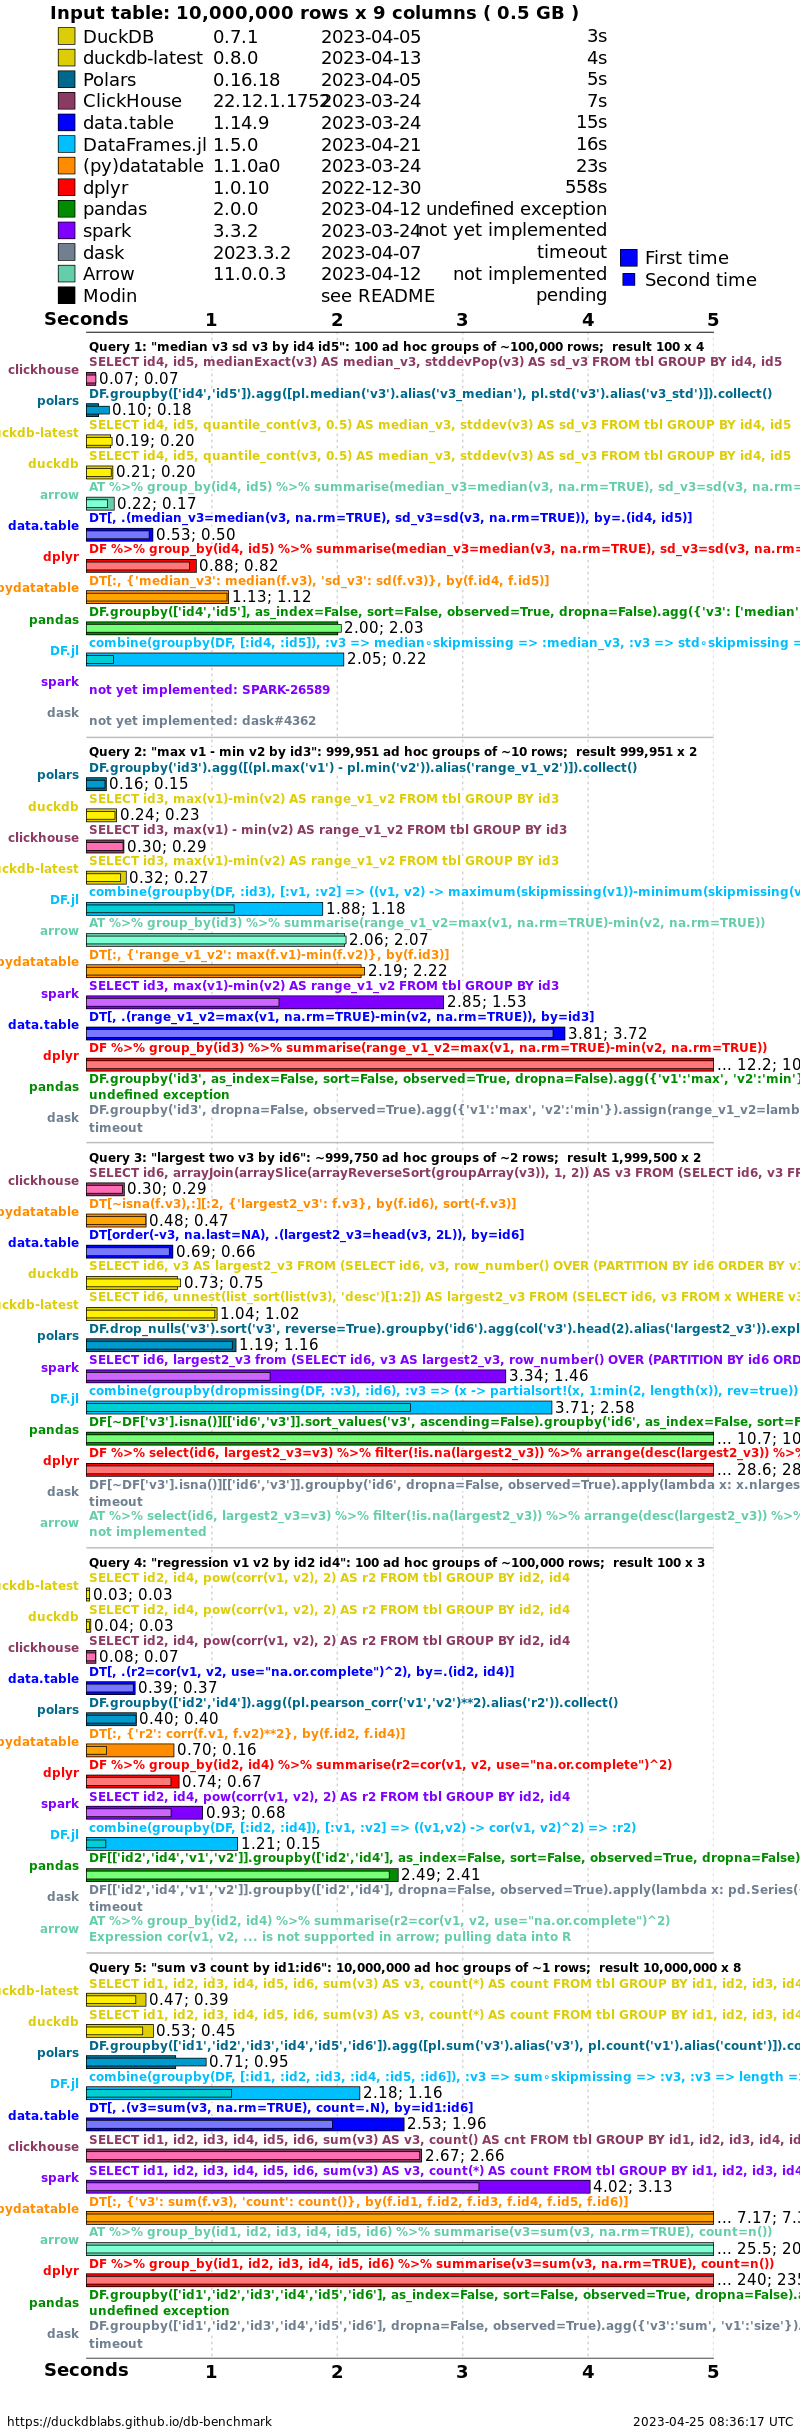 Input table: 10,000,000 rows x 9 columns ( 0.5 GB )
DuckDB 0.7.1 2023-04-05 3s
duckdb-latest 0.8.0 2023-04-13 4s
Polars 0.16.18 2023-04-05 5s
ClickHouse 22.12.1.1752 2023-03-24 7s
data.table 1.14.9 2023-03-24 15s
DataFrames.jl 1.5.0 2023-04-21 16s
(py)datatable 1.1.0a0 2023-03-24 23s
dplyr 1.0.10 2022-12-30 558s
pandas 2.0.0 2023-04-12 undefined exception
spark 3.3.2 2023-03-24 not yet implemented
dask 2023.3.2 2023-04-07 timeout
First time
Arrow 11.0.0.3 2023-04-12 not implemented
Second time
Modin see README pending
Seconds 1 2 3 4 5
Query 1: "median v3 sd v3 by id4 id5": 100 ad hoc groups of ~100,000 rows; result 100 x 4
SELECT id4, id5, medianExact(v3) AS median_v3, stddevPop(v3) AS sd_v3 FROM tbl GROUP BY id4, id5
clickhouse 0.07; 0.07
DF.groupby(['id4','id5']).agg([pl.median('v3').alias('v3_median'), pl.std('v3').alias('v3_std')]).collect()
polars 0.10; 0.18
SELECT id4, id5, quantile_cont(v3, 0.5) AS median_v3, stddev(v3) AS sd_v3 FROM tbl GROUP BY id4, id5
uckdb-latest 0.19; 0.20
SELECT id4, id5, quantile_cont(v3, 0.5) AS median_v3, stddev(v3) AS sd_v3 FROM tbl GROUP BY id4, id5
duckdb 0.21; 0.20
AT %>% group_by(id4, id5) %>% summarise(median_v3=median(v3, na.rm=TRUE), sd_v3=sd(v3, na.rm=
arrow 0.22; 0.17
DT[, .(median_v3=median(v3, na.rm=TRUE), sd_v3=sd(v3, na.rm=TRUE)), by=.(id4, id5)]
data.table 0.53; 0.50
DF %>% group_by(id4, id5) %>% summarise(median_v3=median(v3, na.rm=TRUE), sd_v3=sd(v3, na.rm=
dplyr 0.88; 0.82
DT[:, {'median_v3': median(f.v3), 'sd_v3': sd(f.v3)}, by(f.id4, f.id5)]
pydatatable 1.13; 1.12
DF.groupby(['id4','id5'], as_index=False, sort=False, observed=True, dropna=False).agg({'v3': ['median'
pandas 2.00; 2.03
combine(groupby(DF, [:id4, :id5]), :v3 => median∘skipmissing => :median_v3, :v3 => std∘skipmissing =
DF.jl 2.05; 0.22
spark not yet implemented: SPARK-26589
dask not yet implemented: dask#4362
Query 2: "max v1 - min v2 by id3": 999,951 ad hoc groups of ~10 rows; result 999,951 x 2
DF.groupby('id3').agg([(pl.max('v1') - pl.min('v2')).alias('range_v1_v2')]).collect()
polars 0.16; 0.15
SELECT id3, max(v1)-min(v2) AS range_v1_v2 FROM tbl GROUP BY id3
duckdb 0.24; 0.23
SELECT id3, max(v1) - min(v2) AS range_v1_v2 FROM tbl GROUP BY id3
clickhouse 0.30; 0.29
SELECT id3, max(v1)-min(v2) AS range_v1_v2 FROM tbl GROUP BY id3
uckdb-latest 0.32; 0.27
combine(groupby(DF, :id3), [:v1, :v2] => ((v1, v2) -> maximum(skipmissing(v1))-minimum(skipmissing(v
DF.jl 1.88; 1.18
AT %>% group_by(id3) %>% summarise(range_v1_v2=max(v1, na.rm=TRUE)-min(v2, na.rm=TRUE))
arrow 2.06; 2.07
DT[:, {'range_v1_v2': max(f.v1)-min(f.v2)}, by(f.id3)]
pydatatable 2.19; 2.22
SELECT id3, max(v1)-min(v2) AS range_v1_v2 FROM tbl GROUP BY id3
spark 2.85; 1.53
DT[, .(range_v1_v2=max(v1, na.rm=TRUE)-min(v2, na.rm=TRUE)), by=id3]
data.table 3.81; 3.72
DF %>% group_by(id3) %>% summarise(range_v1_v2=max(v1, na.rm=TRUE)-min(v2, na.rm=TRUE))
dplyr ... 12.2; 10
DF.groupby('id3', as_index=False, sort=False, observed=True, dropna=False).agg({'v1':'max', 'v2':'min'}
pandas undefined exception
DF.groupby('id3', dropna=False, observed=True).agg({'v1':'max', 'v2':'min'}).assign(range_v1_v2=lamb
dask timeout
Query 3: "largest two v3 by id6": ~999,750 ad hoc groups of ~2 rows; result 1,999,500 x 2
SELECT id6, arrayJoin(arraySlice(arrayReverseSort(groupArray(v3)), 1, 2)) AS v3 FROM (SELECT id6, v3 FR
clickhouse 0.30; 0.29
DT[~isna(f.v3),:][:2, {'largest2_v3': f.v3}, by(f.id6), sort(-f.v3)]
pydatatable 0.48; 0.47
DT[order(-v3, na.last=NA), .(largest2_v3=head(v3, 2L)), by=id6]
data.table 0.69; 0.66
SELECT id6, v3 AS largest2_v3 FROM (SELECT id6, v3, row_number() OVER (PARTITION BY id6 ORDER BY v3
duckdb 0.73; 0.75
SELECT id6, unnest(list_sort(list(v3), 'desc')[1:2]) AS largest2_v3 FROM (SELECT id6, v3 FROM x WHERE v3
uckdb-latest 1.04; 1.02
DF.drop_nulls('v3').sort('v3', reverse=True).groupby('id6').agg(col('v3').head(2).alias('largest2_v3')).expl
polars 1.19; 1.16
SELECT id6, largest2_v3 from (SELECT id6, v3 AS largest2_v3, row_number() OVER (PARTITION BY id6 ORD
spark 3.34; 1.46
combine(groupby(dropmissing(DF, :v3), :id6), :v3 => (x -> partialsort!(x, 1:min(2, length(x)), rev=true))
DF.jl 3.71; 2.58
DF[~DF['v3'].isna()][['id6','v3']].sort_values('v3', ascending=False).groupby('id6', as_index=False, sort=F
pandas ... 10.7; 10
DF %>% select(id6, largest2_v3=v3) %>% filter(!is.na(largest2_v3)) %>% arrange(desc(largest2_v3)) %>%
dplyr ... 28.6; 28
DF[~DF['v3'].isna()][['id6','v3']].groupby('id6', dropna=False, observed=True).apply(lambda x: x.nlarges
dask timeout
AT %>% select(id6, largest2_v3=v3) %>% filter(!is.na(largest2_v3)) %>% arrange(desc(largest2_v3)) %>%
arrow not implemented
Query 4: "regression v1 v2 by id2 id4": 100 ad hoc groups of ~100,000 rows; result 100 x 3
SELECT id2, id4, pow(corr(v1, v2), 2) AS r2 FROM tbl GROUP BY id2, id4
uckdb-latest 0.03; 0.03
SELECT id2, id4, pow(corr(v1, v2), 2) AS r2 FROM tbl GROUP BY id2, id4
duckdb 0.04; 0.03
SELECT id2, id4, pow(corr(v1, v2), 2) AS r2 FROM tbl GROUP BY id2, id4
clickhouse 0.08; 0.07
DT[, .(r2=cor(v1, v2, use="na.or.complete")^2), by=.(id2, id4)]
data.table 0.39; 0.37
DF.groupby(['id2','id4']).agg((pl.pearson_corr('v1','v2')**2).alias('r2')).collect()
polars 0.40; 0.40
DT[:, {'r2': corr(f.v1, f.v2)**2}, by(f.id2, f.id4)]
pydatatable 0.70; 0.16
DF %>% group_by(id2, id4) %>% summarise(r2=cor(v1, v2, use="na.or.complete")^2)
dplyr 0.74; 0.67
SELECT id2, id4, pow(corr(v1, v2), 2) AS r2 FROM tbl GROUP BY id2, id4
spark 0.93; 0.68
combine(groupby(DF, [:id2, :id4]), [:v1, :v2] => ((v1,v2) -> cor(v1, v2)^2) => :r2)
DF.jl 1.21; 0.15
DF[['id2','id4','v1','v2']].groupby(['id2','id4'], as_index=False, sort=False, observed=True, dropna=False)
pandas 2.49; 2.41
DF[['id2','id4','v1','v2']].groupby(['id2','id4'], dropna=False, observed=True).apply(lambda x: pd.Series(
dask timeout
AT %>% group_by(id2, id4) %>% summarise(r2=cor(v1, v2, use="na.or.complete")^2)
arrow Expression cor(v1, v2, ... is not supported in arrow; pulling data into R
Query 5: "sum v3 count by id1:id6": 10,000,000 ad hoc groups of ~1 rows; result 10,000,000 x 8
SELECT id1, id2, id3, id4, id5, id6, sum(v3) AS v3, count(*) AS count FROM tbl GROUP BY id1, id2, id3, id4
uckdb-latest 0.47; 0.39
SELECT id1, id2, id3, id4, id5, id6, sum(v3) AS v3, count(*) AS count FROM tbl GROUP BY id1, id2, id3, id4
duckdb 0.53; 0.45
DF.groupby(['id1','id2','id3','id4','id5','id6']).agg([pl.sum('v3').alias('v3'), pl.count('v1').alias('count')]).co
polars 0.71; 0.95
combine(groupby(DF, [:id1, :id2, :id3, :id4, :id5, :id6]), :v3 => sum∘skipmissing => :v3, :v3 => length =
DF.jl 2.18; 1.16
DT[, .(v3=sum(v3, na.rm=TRUE), count=.N), by=id1:id6]
data.table 2.53; 1.96
SELECT id1, id2, id3, id4, id5, id6, sum(v3) AS v3, count() AS cnt FROM tbl GROUP BY id1, id2, id3, id4, id
clickhouse 2.67; 2.66
SELECT id1, id2, id3, id4, id5, id6, sum(v3) AS v3, count(*) AS count FROM tbl GROUP BY id1, id2, id3, id4
spark 4.02; 3.13
DT[:, {'v3': sum(f.v3), 'count': count()}, by(f.id1, f.id2, f.id3, f.id4, f.id5, f.id6)]
pydatatable ... 7.17; 7.3
AT %>% group_by(id1, id2, id3, id4, id5, id6) %>% summarise(v3=sum(v3, na.rm=TRUE), count=n())
arrow ... 25.5; 20
DF %>% group_by(id1, id2, id3, id4, id5, id6) %>% summarise(v3=sum(v3, na.rm=TRUE), count=n())
dplyr ... 240; 235
DF.groupby(['id1','id2','id3','id4','id5','id6'], as_index=False, sort=False, observed=True, dropna=False).a
pandas undefined exception
DF.groupby(['id1','id2','id3','id4','id5','id6'], dropna=False, observed=True).agg({'v3':'sum', 'v1':'size'}).
dask timeout
Seconds 1 2 3 4 5
https://duckdblabs.github.io/db-benchmark 2023-04-25 08:36:17 UTC